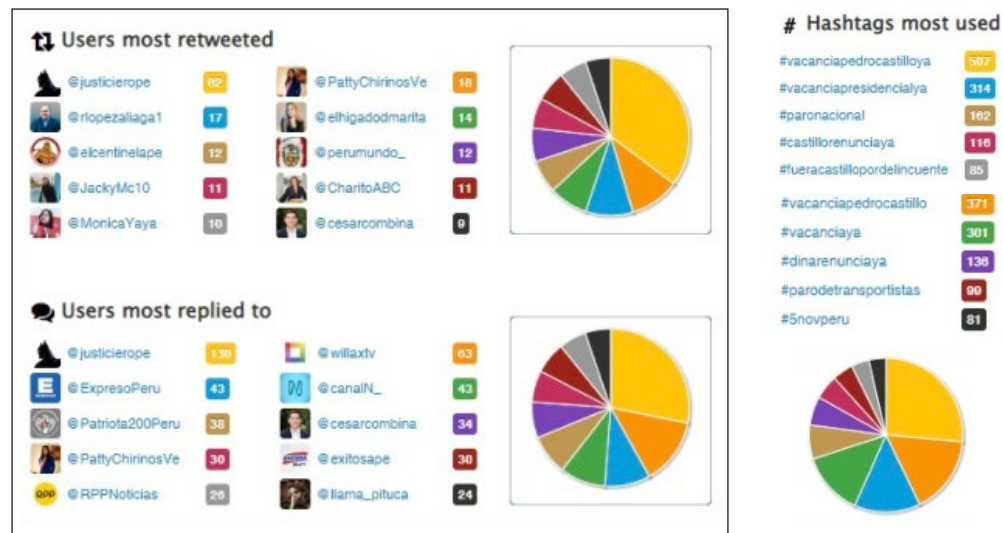 Users most retweeted
@justicierope 62 @PattyChirinosVe 18
@rlopezaliaga1 17 @elhigadodmarita 14
@elcentinelape 12 @perumundo_ 12
@JackyMc10 11 @CharitoABC 11
@MonicaYaya 10 @cesarcombina 9
Users most replied to
@justicierope 130 @willaxtv 63
@ExpresoPeru 43 @canalN_ 43
@Patriota200Peru 38 @cesarcombina 34
@PattyChirinosVe 30 @exitosape 30
@RPPNoticias 26 @llama_pituca 24
# Hashtags most used
#vacanciapedrocastilloya 597
#vacanciapresidencialya 314
#paronacional 162
#castillorenunciaya 116
#fueracastillopordelincuente 85
#vacanciapedrocastillo 371
#vacanciaya 301
#dinarenunciaya 136
#parodetransportistas 99
#5novperu 81